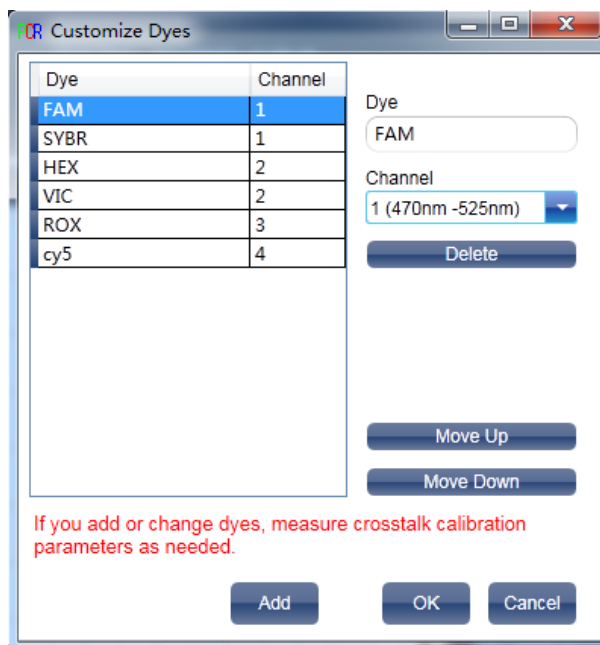 PCR Customize Dyes
Dye Channel
FAM 1
SYBR 1
HEX 2
VIC 2
ROX 3
cy5 4
Dye
FAM
Channel
1 (470nm -525nm)
Delete
Move Up
Move Down
If you add or change dyes, measure crosstalk calibration
parameters as needed.
Add OK Cancel